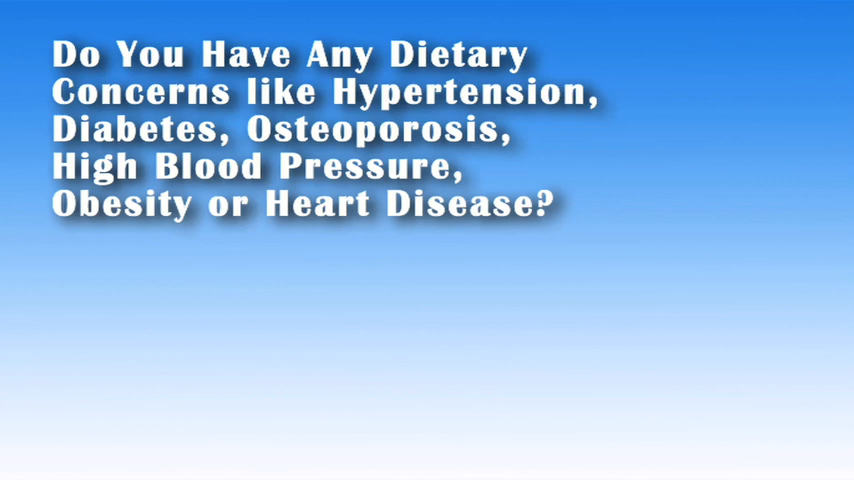 Do You Have Any Dietary
Concerns like Hypertension,
Diabetes, Osteoporosis,
High Blood Pressure,
Obesity or Heart Disease?